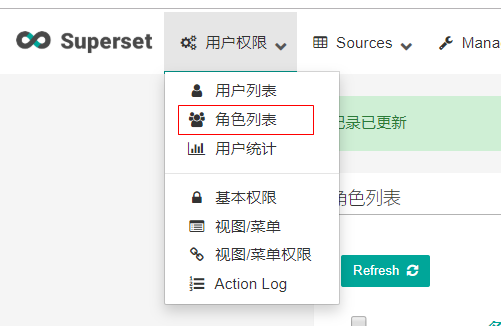 Superset 用户权限 Sources Mana
用户列表
角色列表
用户统计
记录已更新
基本权限
角色列表
视图/菜单
视图/菜单权限
Refresh
Action Log